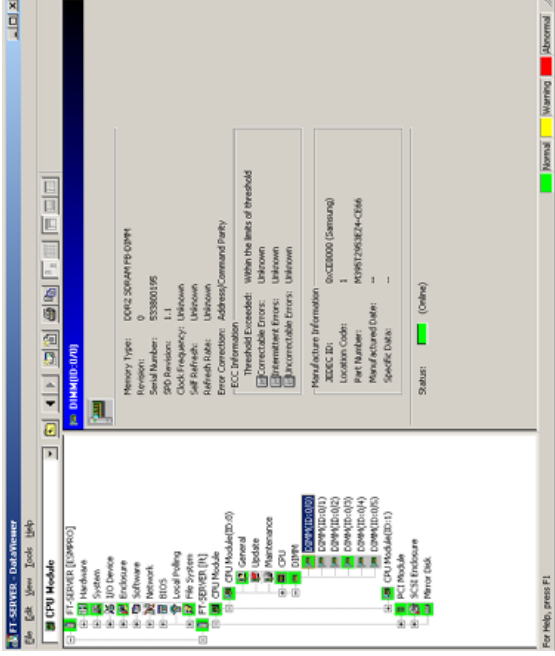 FT-SERVER - DataViewer
File Edit View Tools Help
CPU Module
FT-SERVER [ESMPRO]
Hardware
System
I/O Device
Enclosure
Software
Network
BIOS
Local Polling
File System
FT-SERVER [ft]
CPU Module
CPU Module(ID:0)
General
Update
Maintenance
CPU
DIMM
DIMM(ID:0/0)
DIMM(ID:0/1)
DIMM(ID:0/2)
DIMM(ID:0/3)
DIMM(ID:0/4)
DIMM(ID:0/5)
CPU Module(ID:1)
PCI Module
SCSI Enclosure
Mirror Disk
DIMM(ID:0/0)
Memory Type: DDR2 SDRAM FB-DIMM
Revision: 0
Serial Number: 533800195
SPD Revision: 1.1
Clock Frequency: Unknown
Self Refresh: Unknown
Refresh Rate: Unknown
Error Correction: Address/Command Parity
ECC Information
Threshold Exceeded: Within the limits of threshold
Correctable Errors: Unknown
Intermittent Errors: Unknown
Uncorrectable Errors: Unknown
Manufacture Information
JEDEC ID: 0xCE0000 (Samsung)
Location Code: 1
Part Number: M395T2953EZ4-CE66
Manufactured Date: --
Specific Data: --
Status: (Online)
For Help, press F1
Normal Warning Abnormal